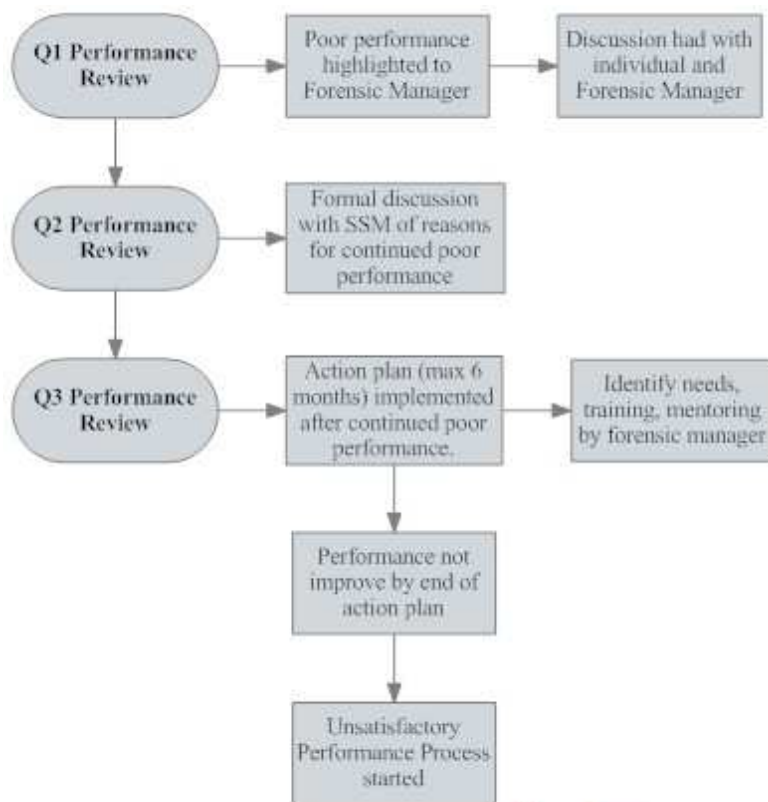 Q1 Performance
Review
Poor performance
highlighted to
Forensic Manager
Discussion had with
individual and
Forensic Manager
Q2 Performance
Review
Formal discussion
with SSM of reasons
for continued poor
performance
Q3 Performance
Review
Action plan (max 6
months) implemented
after continued poor
performance.
Identify needs,
training, mentoring
by forensic manager
Performance not
improve by end of
action plan
Unsatisfactory
Performance Process
started